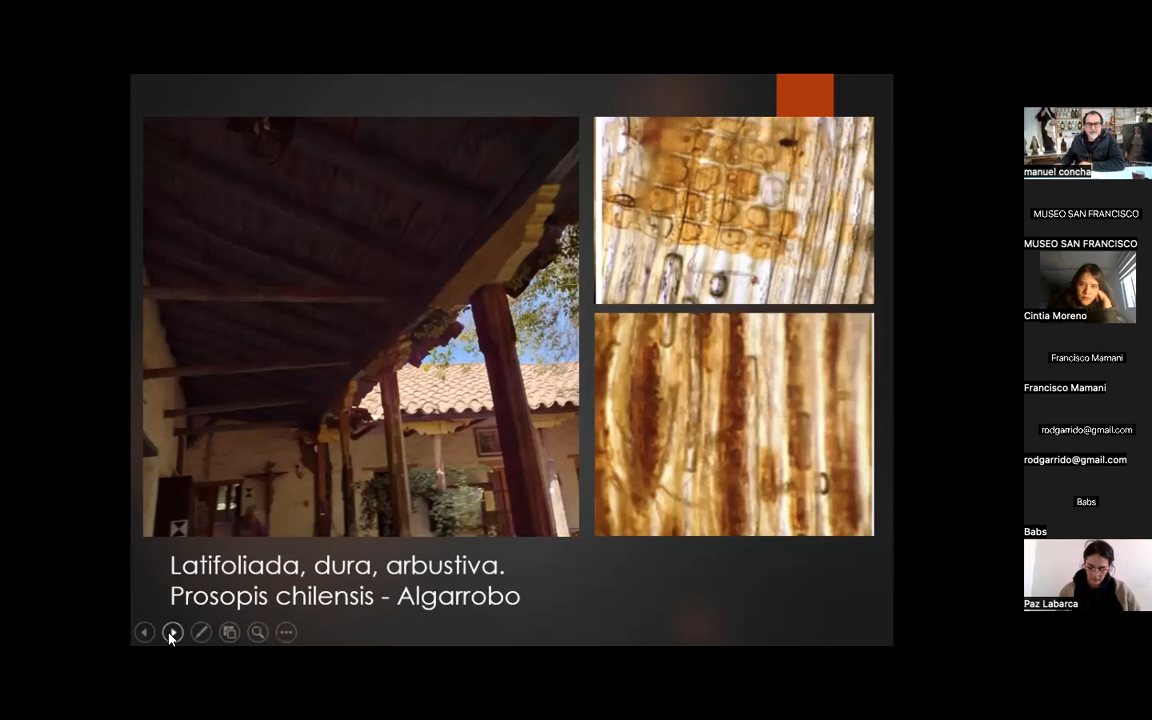 Latifoliada, dura, arbustiva.
Prosopis chilensis - Algarrobo
manuel concha
MUSEO SAN FRANCISCO
MUSEO SAN FRANCISCO
Cintia Moreno
Francisco Mamani
Francisco Mamani
rodgarrido@gmail.com
rodgarrido@gmail.com
Babs
Babs
Paz Labarca